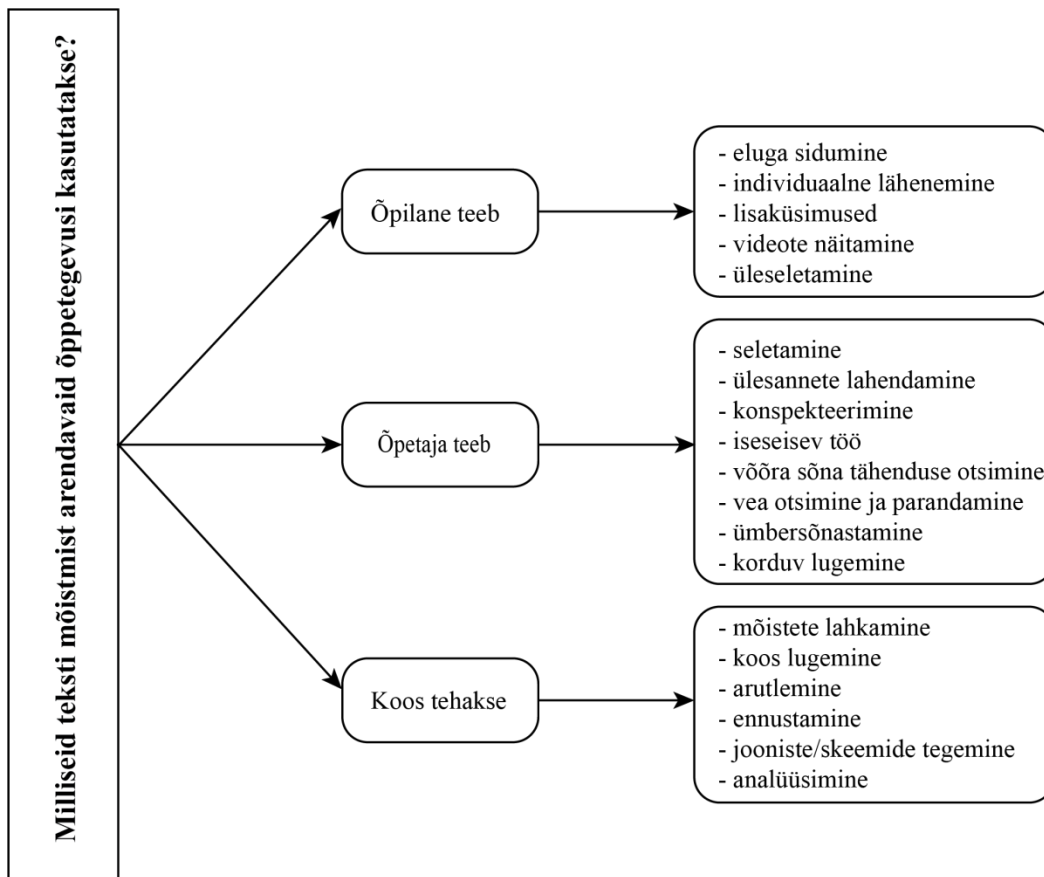 Milliseid teksti mõistmist arendavaid õppetegevusi kasutatakse?
Õpilane teeb
- eluga sidumine
- individuaalne lähenemine
- lisaküsimused
- videote näitamine
- üleseletamine
Õpetaja teeb
- seletamine
- ülesannete lahendamine
- konspekteerimine
- iseseisev töö
- võõra sõna tähenduse otsimine
- vea otsimine ja parandamine
- ümbersõnastamine
- korduv lugemine
Koos tehakse
- mõistete lahkamine
- koos lugemine
- arutlemine
- ennustamine
- jooniste/skeemide tegemine
- analüüsimine